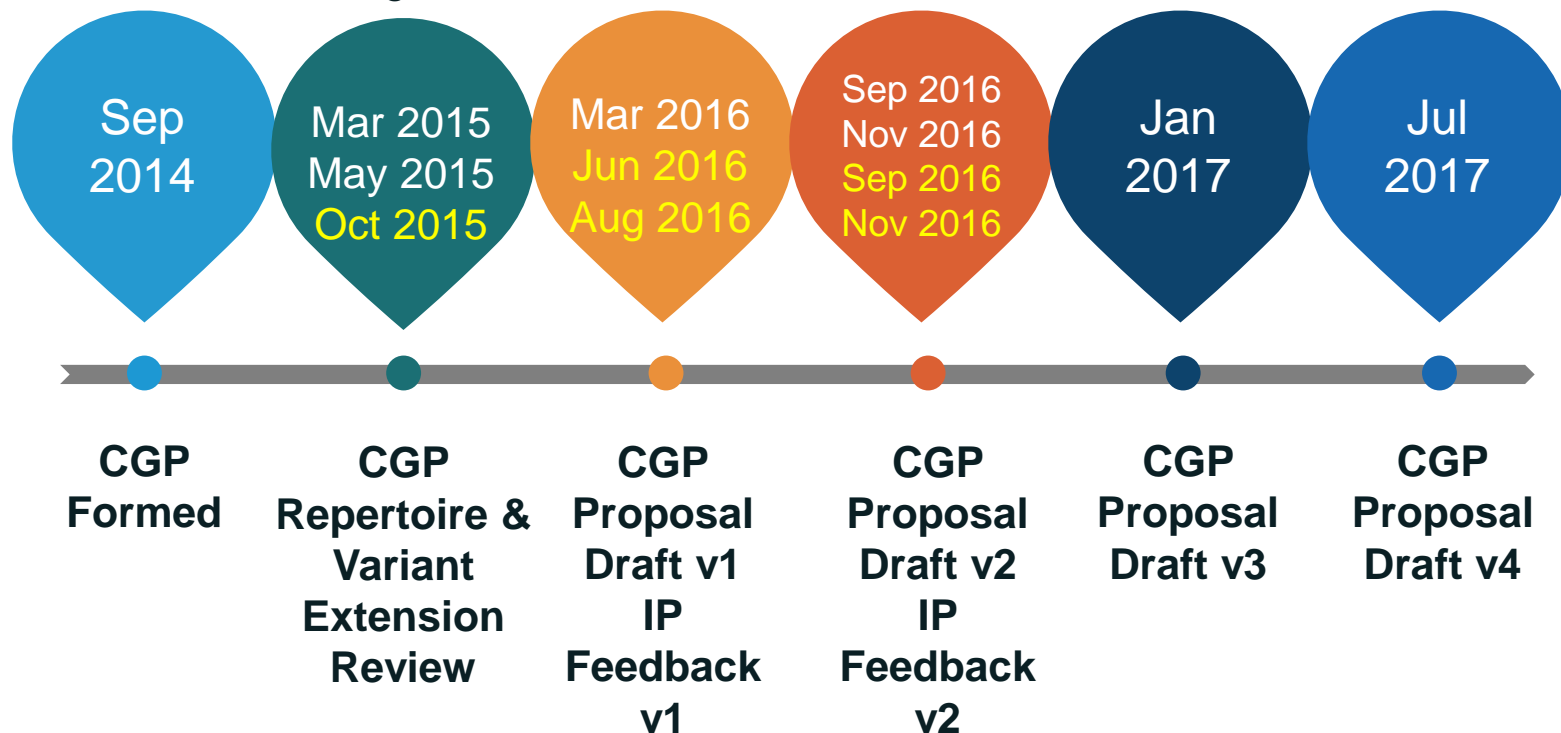 Sep
2014
Mar 2015
May 2015
Oct 2015
Mar 2016
Jun 2016
Aug 2016
Sep 2016
Nov 2016
Sep 2016
Nov 2016
Jan
2017
Jul
2017
CGP
Formed
CGP
Repertoire &
Variant
Extension
Review
CGP
Proposal
Draft v1
IP
Feedback
v1
CGP
Proposal
Draft v2
IP
Feedback
v2
CGP
Proposal
Draft v3
CGP
Proposal
Draft v4